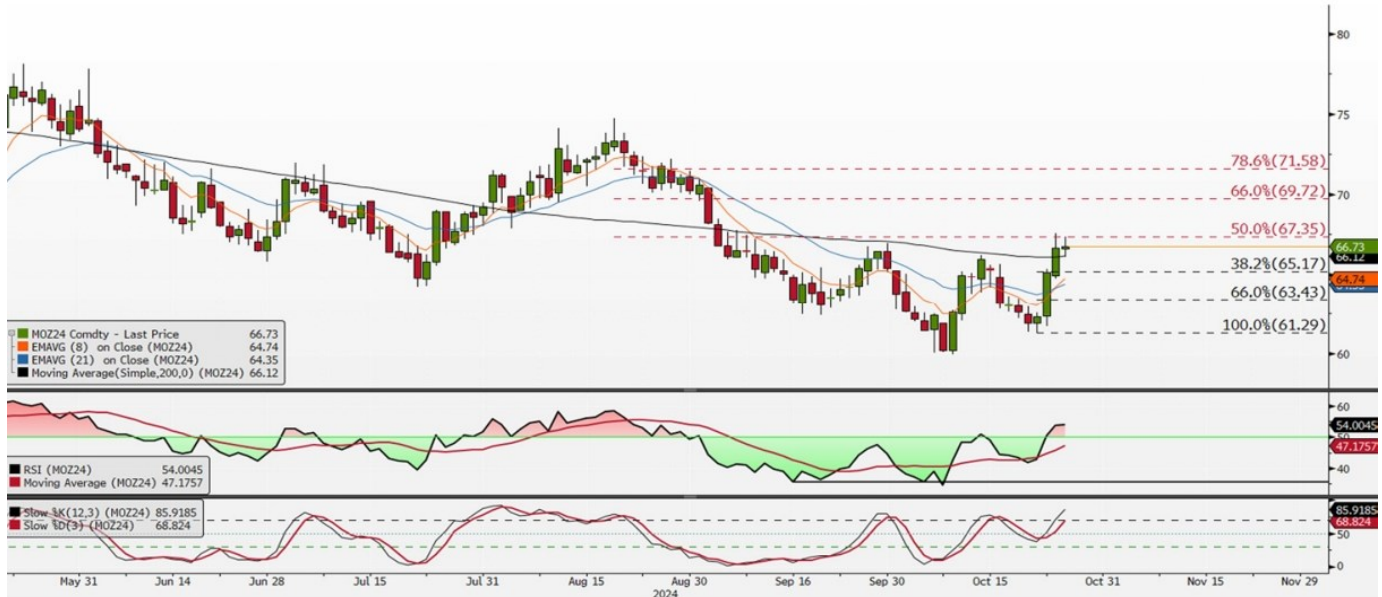 80
75
70
60
78.6%(71.58)
66.0%(69.72)
50.0%(67.35)
38.2%(65.17)
66.0%(63.43)
100.0%(61.29)
66.73
66.12
64.74
MOZ24 Comdty - Last Price 66.73
EMAVG (8) on Close (MOZ24) 64.74
EMAVG (21) on Close (MOZ24) 64.35
Moving Average(Simple,200,0) (MOZ24) 66.12
60
54.0045
50
47.1757
40
RSI (MOZ24) 54.0045
Moving Average (MOZ24) 47.1757
Slow %K(12,3) (MOZ24) 85.9185
Slow %D(3) (MOZ24) 68.824
85.9185
68.824
50
0
May 31 Jun 14 Jun 28 Jul 15 Jul 31 Aug 15 Aug 30 Sep 16 Sep 30 Oct 15 Oct 31 Nov 15 Nov 29
2024